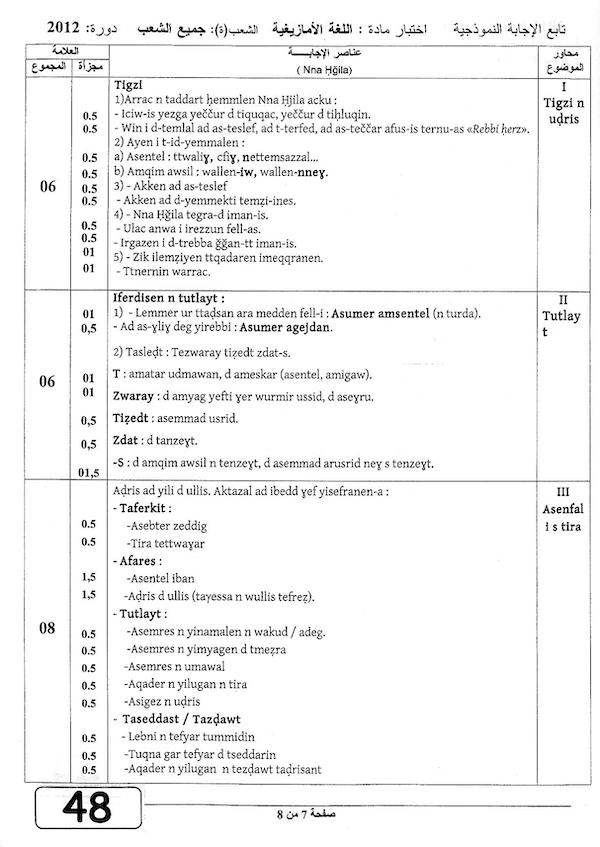 تابع الإجابة النموذجية اختبار مادة : اللغة الأمازيغية الشعب(ة): جميع الشعب دورة: 2012
محاور الموضوع عناصر الإجابــــة العلامة
( Nna Ḥğila) مجزأة المجموع
I
Tigzi n uḍris
Tigzi
1)Arrac n taddart ḥemmlen Nna Ḥjila acku :
0.5 - Iciw-is yezga yeččur d tiquqac, yeččur d tiḥluqin.
0.5 - Win i d-temlal ad as-teslef, ad t-terfed, ad as-teččar afus-is ternu-as «Rebbi ḥerz».
2) Ayen i t-id-yemmalen :
0.5 a) Asentel : ttwaliɣ, cfiɣ, nettemsazzal...
0.5 b) Amqim awsil : wallen-iw, wallen-nneɣ.
0.5 3) - Akken ad as-teslef
0.5 - Akken ad d-yemmekti temẓi-ines.
06
0.5 4) - Nna Ḥğila tegra-d iman-is.
0.5 - Ulac anwa i irezzun fell-as.
01 - Irgazen i d-trebba ğğan-tt iman-is.
01 5) - Zik ilemẓiyen ttqadaren imeqqranen.
- Ttnernin warrac.
II
Tutlayt
Iferdisen n tutlayt :
01 1) - Lemmer ur ttaḍsan ara medden fell-i : Asumer amsentel (n turda).
0,5 - Ad as-ɣliɣ deg yirebbi : Asumer agejdan.
2) Tasleḍt : Tezwaray tiẓedt zdat-s.
06
01 T : amatar udmawan, d ameskar (asentel, amigaw).
01 Zwaray : d amyag yefti ɣer wurmir ussid, d aseɣru.
0,5 Tiẓedt : asemmad usrid.
0,5 Zdat : d tanzeɣt.
01,5 -S : d amqim awsil n tenzeɣt, d asemmad arusrid neɣ s tenzeɣt.
III
Asenfali s tira
Aḍris ad yili d ullis. Aktazal ad ibedd ɣef yisefranen-a :
- Taferkit :
0.5 -Asebter zeddig
0.5 -Tira tettwaɣar
- Afares :
1,5 -Asentel iban
1,5 -Aḍris d ullis (taɣessa n wullis tefreẓ).
08
- Tutlayt :
0.5 -Asemres n yinamalen n wakud / adeg.
0.5 -Asemres n yimyagen d tmeẓra
0.5 -Asemres n umawal
0.5 -Aqader n yilugan n tira
0.5 -Asigez n uḍris
- Taseddast / Tazḍawt
0.5 - Lebni n tefyar tummidin
0.5 -Tuqna gar tefyar d tseddarin
0.5 -Aqader n yilugan n tezḍawt taḍrisant
48
صفحة 7 من 8